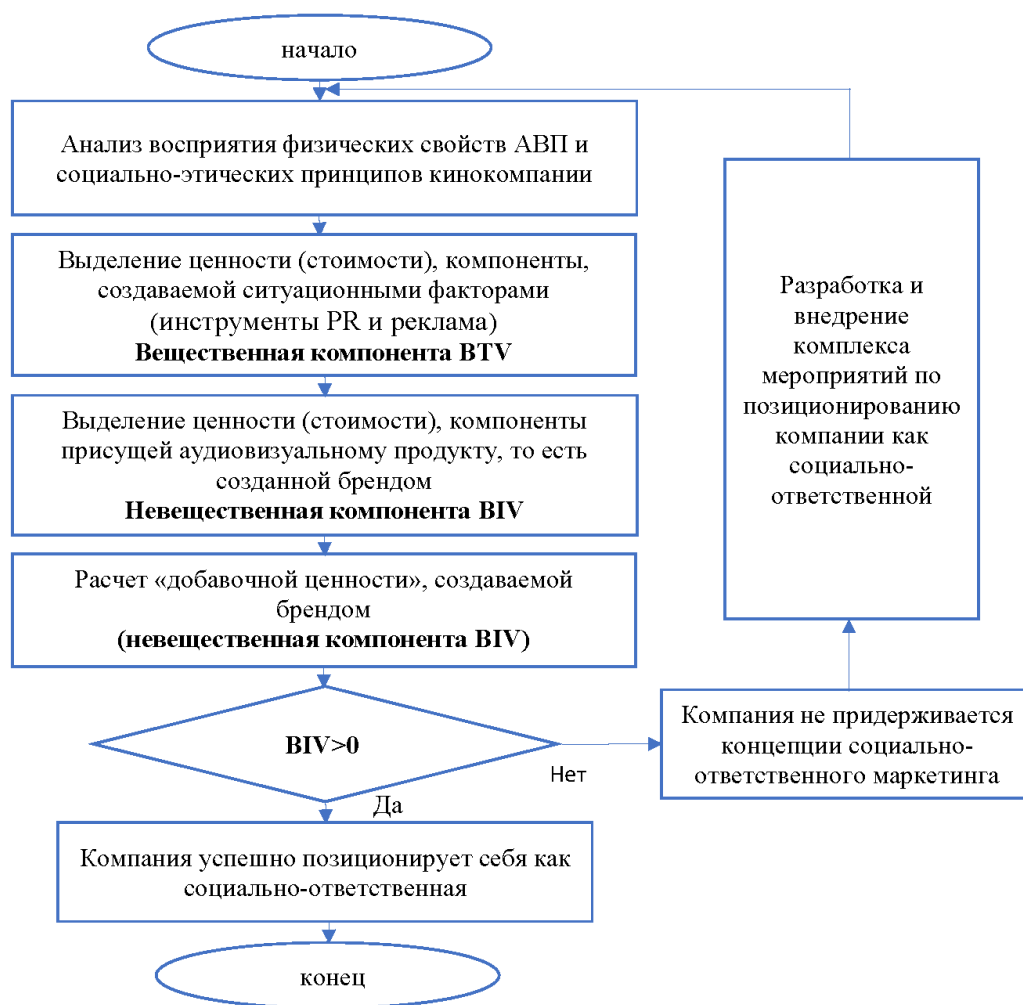 начало
Анализ восприятия физических свойств АВП и
социально-этических принципов кинокомпании
Выделение ценности (стоимости), компоненты,
создаваемой ситуационными факторами
(инструменты PR и реклама)
Вещественная компонента BTV
Выделение ценности (стоимости), компоненты
присущей аудиовизуальному продукту, то есть
созданной брендом
Невещественная компонента BIV
Расчет «добавочной ценности», создаваемой
брендом
(невещественная компонента BIV)
BIV>0
Нет
Да
Компания успешно позиционирует себя как
социально-ответственная
конец
Компания не придерживается
концепции социально-
ответственного маркетинга
Разработка и
внедрение
комплекса
мероприятий по
позиционированию
компании как
социально-
ответственной